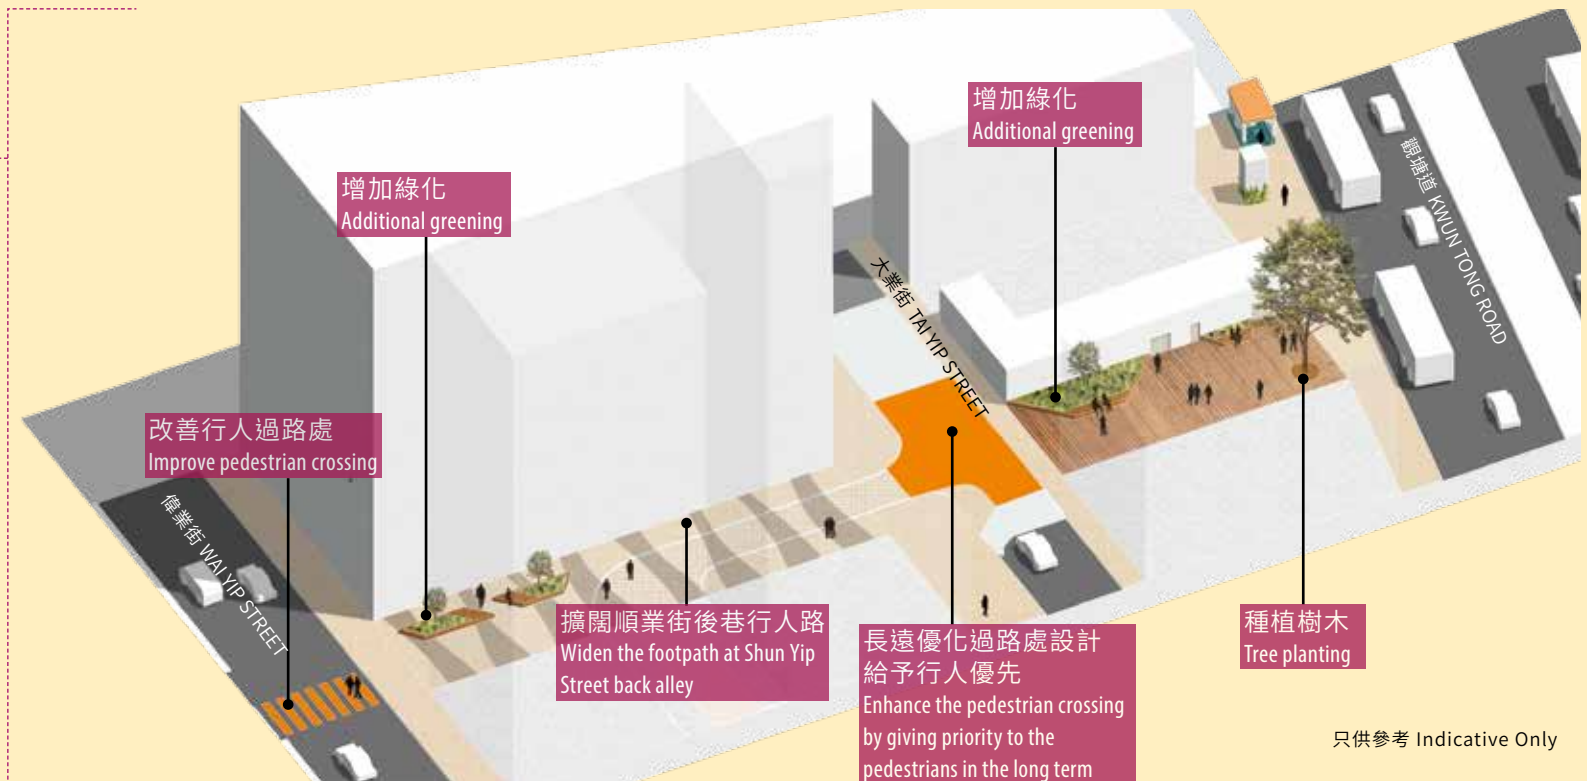 增加綠化
Additional greening
觀塘道 KWUN TONG ROAD
增加綠化
Additional greening
大業街 TAI YIP STREET
改善行人過路處
Improve pedestrian crossing
偉業街 WAI YIP STREET
擴闊順業街後巷行人路
Widen the footpath at Shun Yip
Street back alley
長遠優化過路處設計
給予行人優先
Enhance the pedestrian crossing
by giving priority to the
pedestrians in the long term
種植樹木
Tree planting
只供參考 Indicative Only